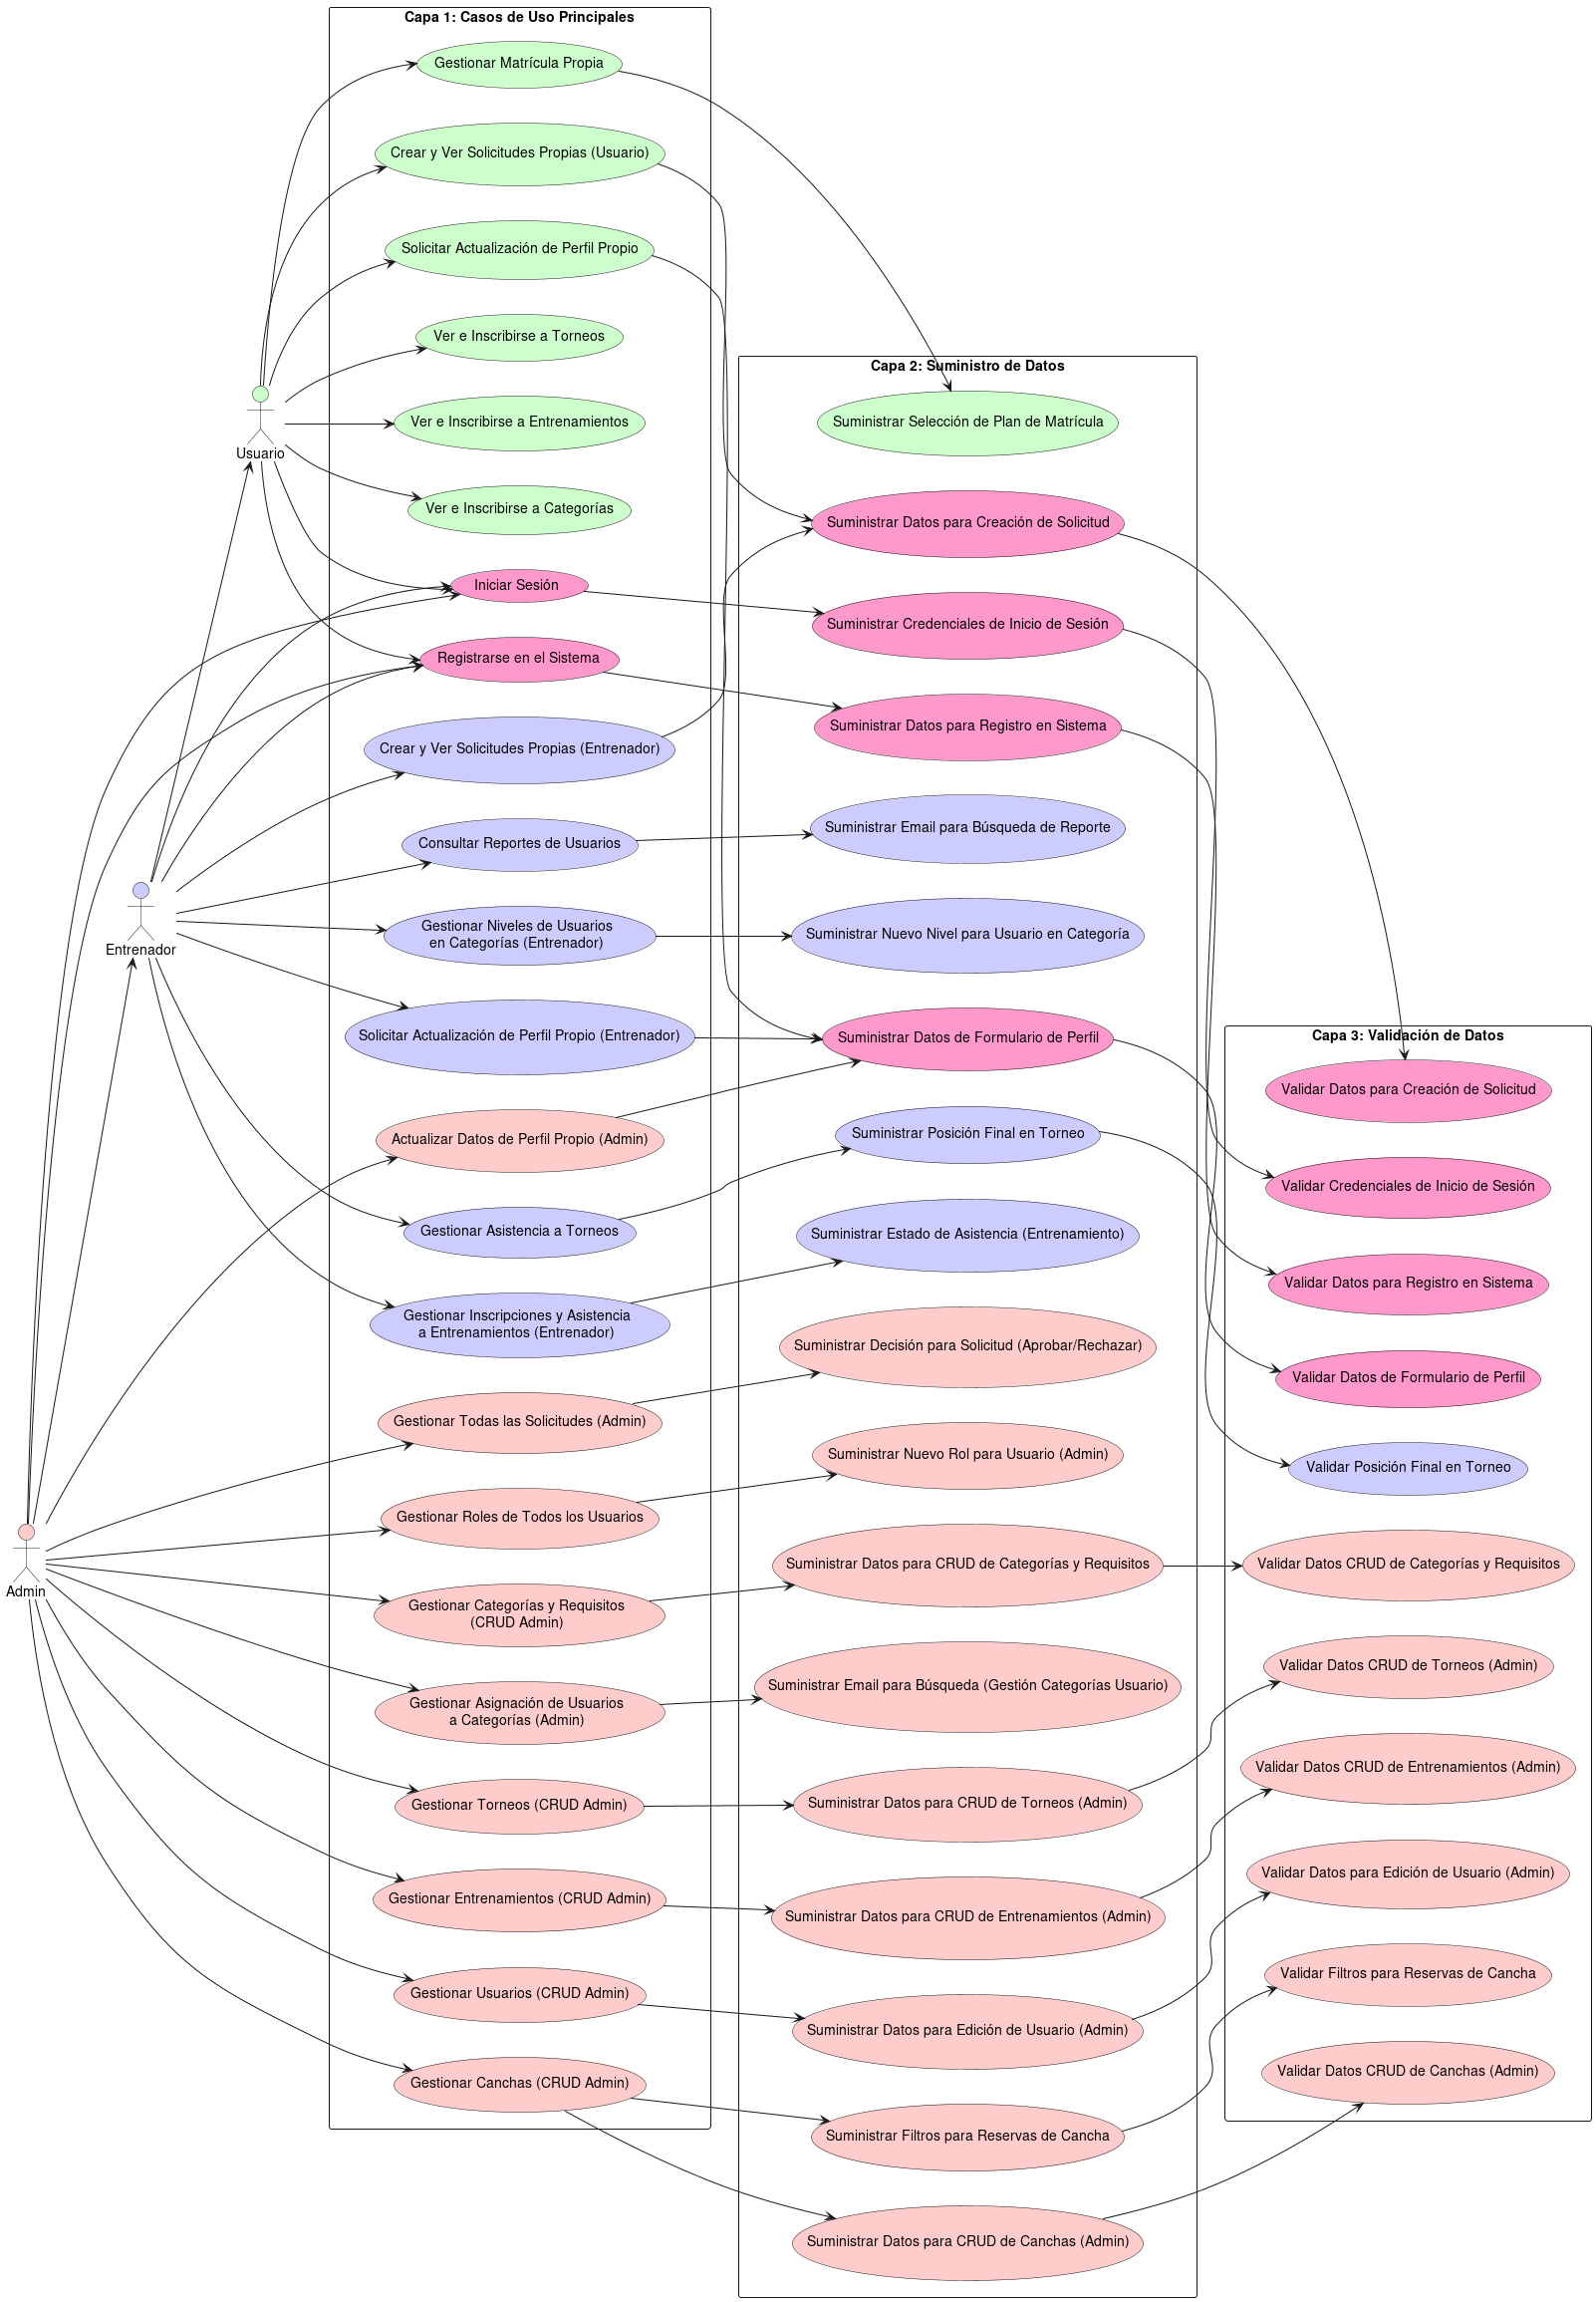 Capa 1: Casos de Uso Principales
Gestionar Matrícula Propia
Crear y Ver Solicitudes Propias (Usuario)
Solicitar Actualización de Perfil Propio
Ver e Inscribirse a Torneos
Ver e Inscribirse a Entrenamientos
Ver e Inscribirse a Categorías
Iniciar Sesión
Registrarse en el Sistema
Crear y Ver Solicitudes Propias (Entrenador)
Consultar Reportes de Usuarios
Gestionar Niveles de Usuarios
en Categorías (Entrenador)
Solicitar Actualización de Perfil Propio (Entrenador)
Actualizar Datos de Perfil Propio (Admin)
Gestionar Asistencia a Torneos
Gestionar Inscripciones y Asistencia
a Entrenamientos (Entrenador)
Gestionar Todas las Solicitudes (Admin)
Gestionar Roles de Todos los Usuarios
Gestionar Categorías y Requisitos
(CRUD Admin)
Gestionar Asignación de Usuarios
a Categorías (Admin)
Gestionar Torneos (CRUD Admin)
Gestionar Entrenamientos (CRUD Admin)
Gestionar Usuarios (CRUD Admin)
Gestionar Canchas (CRUD Admin)
Usuario
Entrenador
Admin
Capa 2: Suministro de Datos
Suministrar Selección de Plan de Matrícula
Suministrar Datos para Creación de Solicitud
Suministrar Credenciales de Inicio de Sesión
Suministrar Datos para Registro en Sistema
Suministrar Email para Búsqueda de Reporte
Suministrar Nuevo Nivel para Usuario en Categoría
Suministrar Datos de Formulario de Perfil
Suministrar Posición Final en Torneo
Suministrar Estado de Asistencia (Entrenamiento)
Suministrar Decisión para Solicitud (Aprobar/Rechazar)
Suministrar Nuevo Rol para Usuario (Admin)
Suministrar Datos para CRUD de Categorías y Requisitos
Suministrar Email para Búsqueda (Gestión Categorías Usuario)
Suministrar Datos para CRUD de Torneos (Admin)
Suministrar Datos para CRUD de Entrenamientos (Admin)
Suministrar Datos para Edición de Usuario (Admin)
Suministrar Filtros para Reservas de Cancha
Suministrar Datos para CRUD de Canchas (Admin)
Capa 3: Validación de Datos
Validar Datos para Creación de Solicitud
Validar Credenciales de Inicio de Sesión
Validar Datos para Registro en Sistema
Validar Datos de Formulario de Perfil
Validar Posición Final en Torneo
Validar Datos CRUD de Categorías y Requisitos
Validar Datos CRUD de Torneos (Admin)
Validar Datos CRUD de Entrenamientos (Admin)
Validar Datos para Edición de Usuario (Admin)
Validar Filtros para Reservas de Cancha
Validar Datos CRUD de Canchas (Admin)